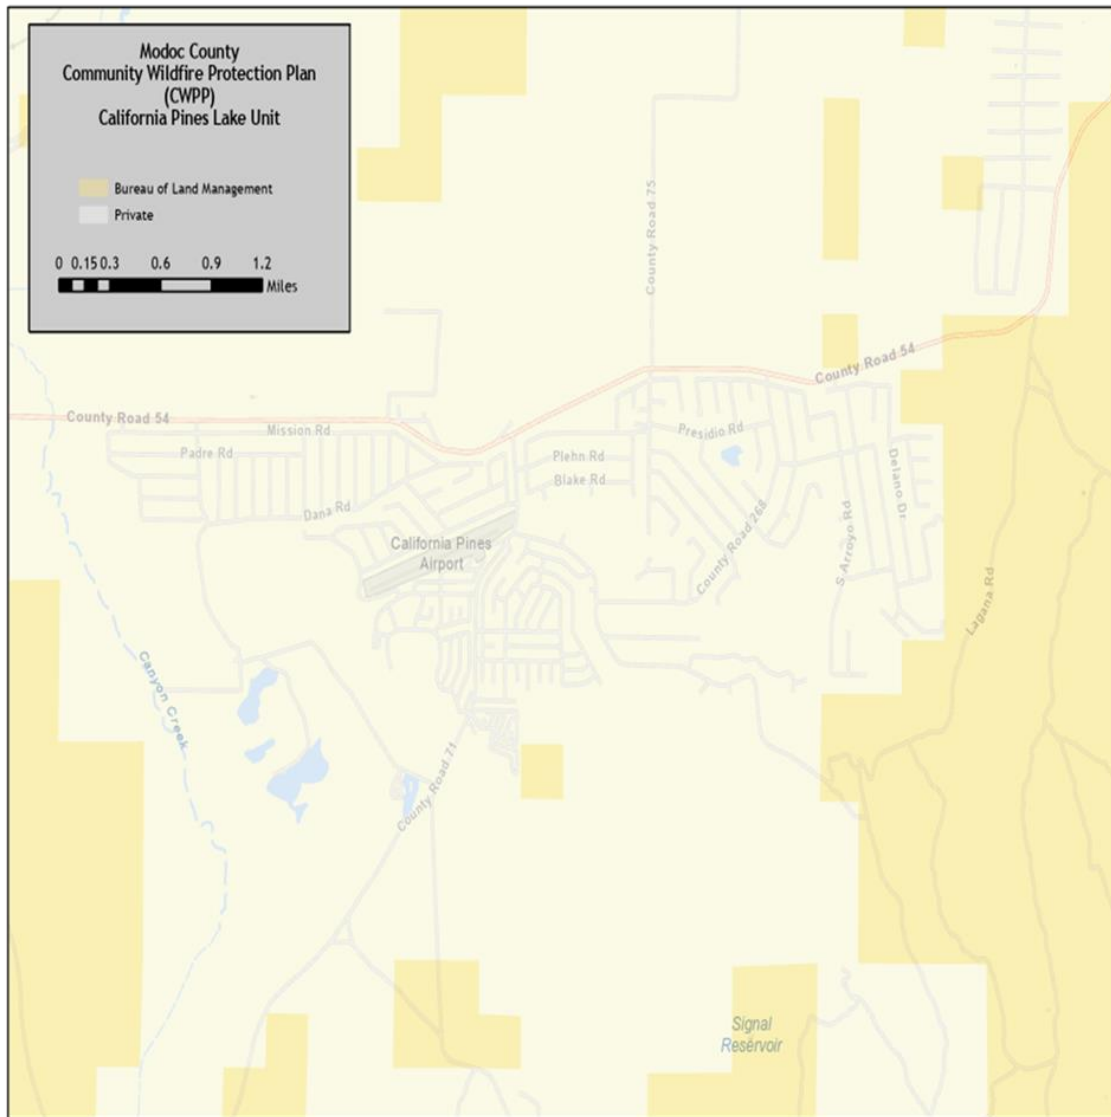 Modoc County
Community Wildfire Protection Plan
(CWPP)
California Pines Lake Unit
Bureau of Land Management
Private
0 0.15 0.3 0.6 0.9 1.2
Miles
County Road 75
County Road 54
County Road 54
Mission Rd
Padre Rd
Presidio Rd
Plehn Rd
Blake Rd
Delano Dr
Dana Rd
California Pines
Airport
County Road 268
S Arroyo Rd
Lagana Rd
Canyon Creek
County Road 71
Signal
Reservoir